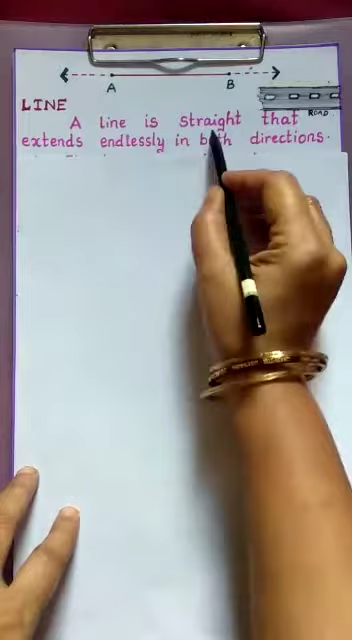 A B
ROAD
LINE
A line is straight that
extends endlessly in both directions.